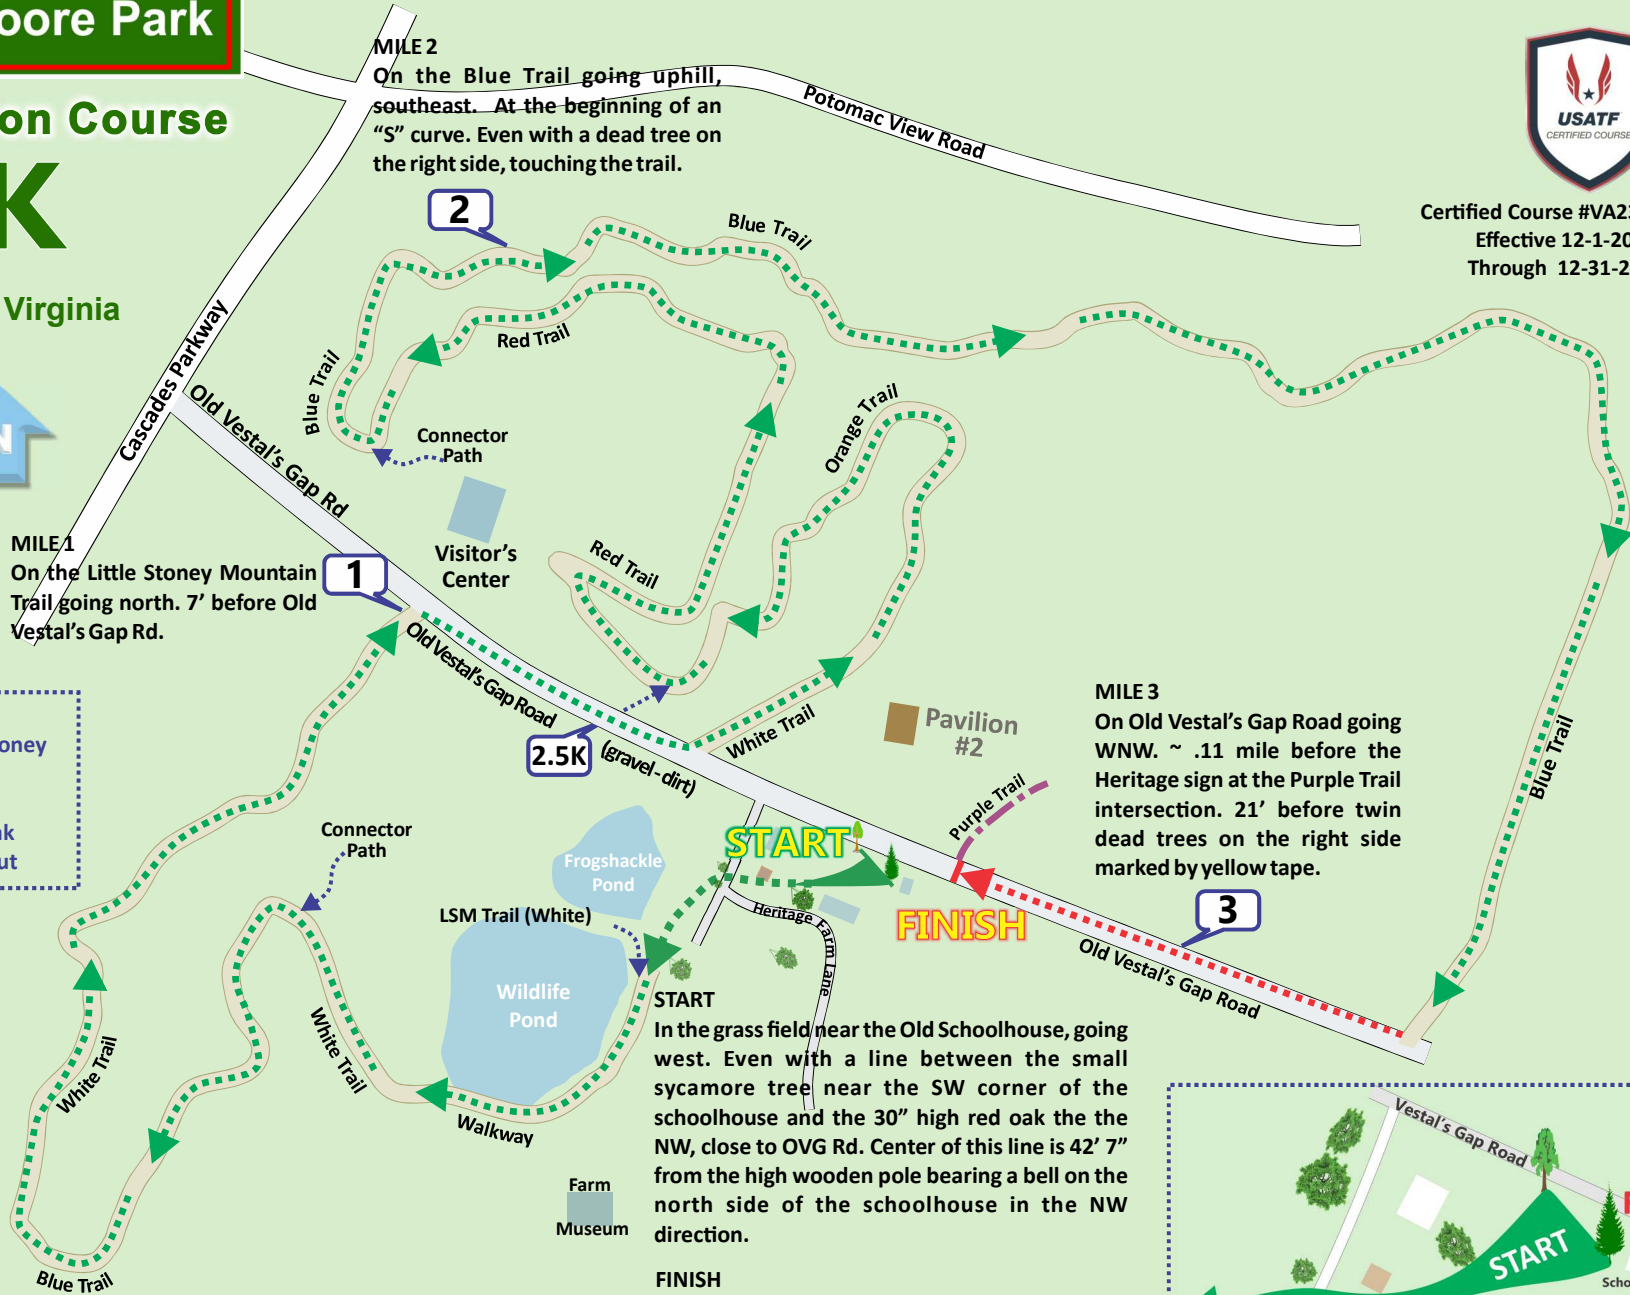 oore Park
on Course
K
Virginia
N
MILE 2
On the Blue Trail going uphill,
southeast. At the beginning of an
“S” curve. Even with a dead tree on
the right side, touching the trail.
2
Potomac View Road
USATF
CERTIFIED COURSE
Certified Course #VA23
Effective 12-1-20
Through 12-31-2
Blue Trail
Red Trail
Blue Trail
Cascades Parkway
Old Vestal's Gap Rd
Connector
Path
Orange Trail
Visitor's
Center
Red Trail
MILE 1
On the Little Stoney Mountain
Trail going north. 7’ before Old
Vestal's Gap Rd.
1
Old Vestal's Gap Road
(gravel-dirt)
2.5K
White Trail
Pavilion
#2
Purple Trail
MILE 3
On Old Vestal's Gap Road going
WNW. ~ .11 mile before the
Heritage sign at the Purple Trail
intersection. 21’ before twin
dead trees on the right side
marked by yellow tape.
3
Blue Trail
oney
ak
ut
Connector
Path
Frogshackle
Pond
START
FINISH
Heritage Farm Lane
LSM Trail (White)
Old Vestal's Gap Road
Wildlife
Pond
White Trail
White Trail
Walkway
Blue Trail
Farm
Museum
START
In the grass field near the Old Schoolhouse, going
west. Even with a line between the small
sycamore tree near the SW corner of the
schoolhouse and the 30” high red oak the the
NW, close to OVG Rd. Center of this line is 42’ 7”
from the high wooden pole bearing a bell on the
north side of the schoolhouse in the NW
direction.
FINISH
Vestal's Gap Road
START
Scho